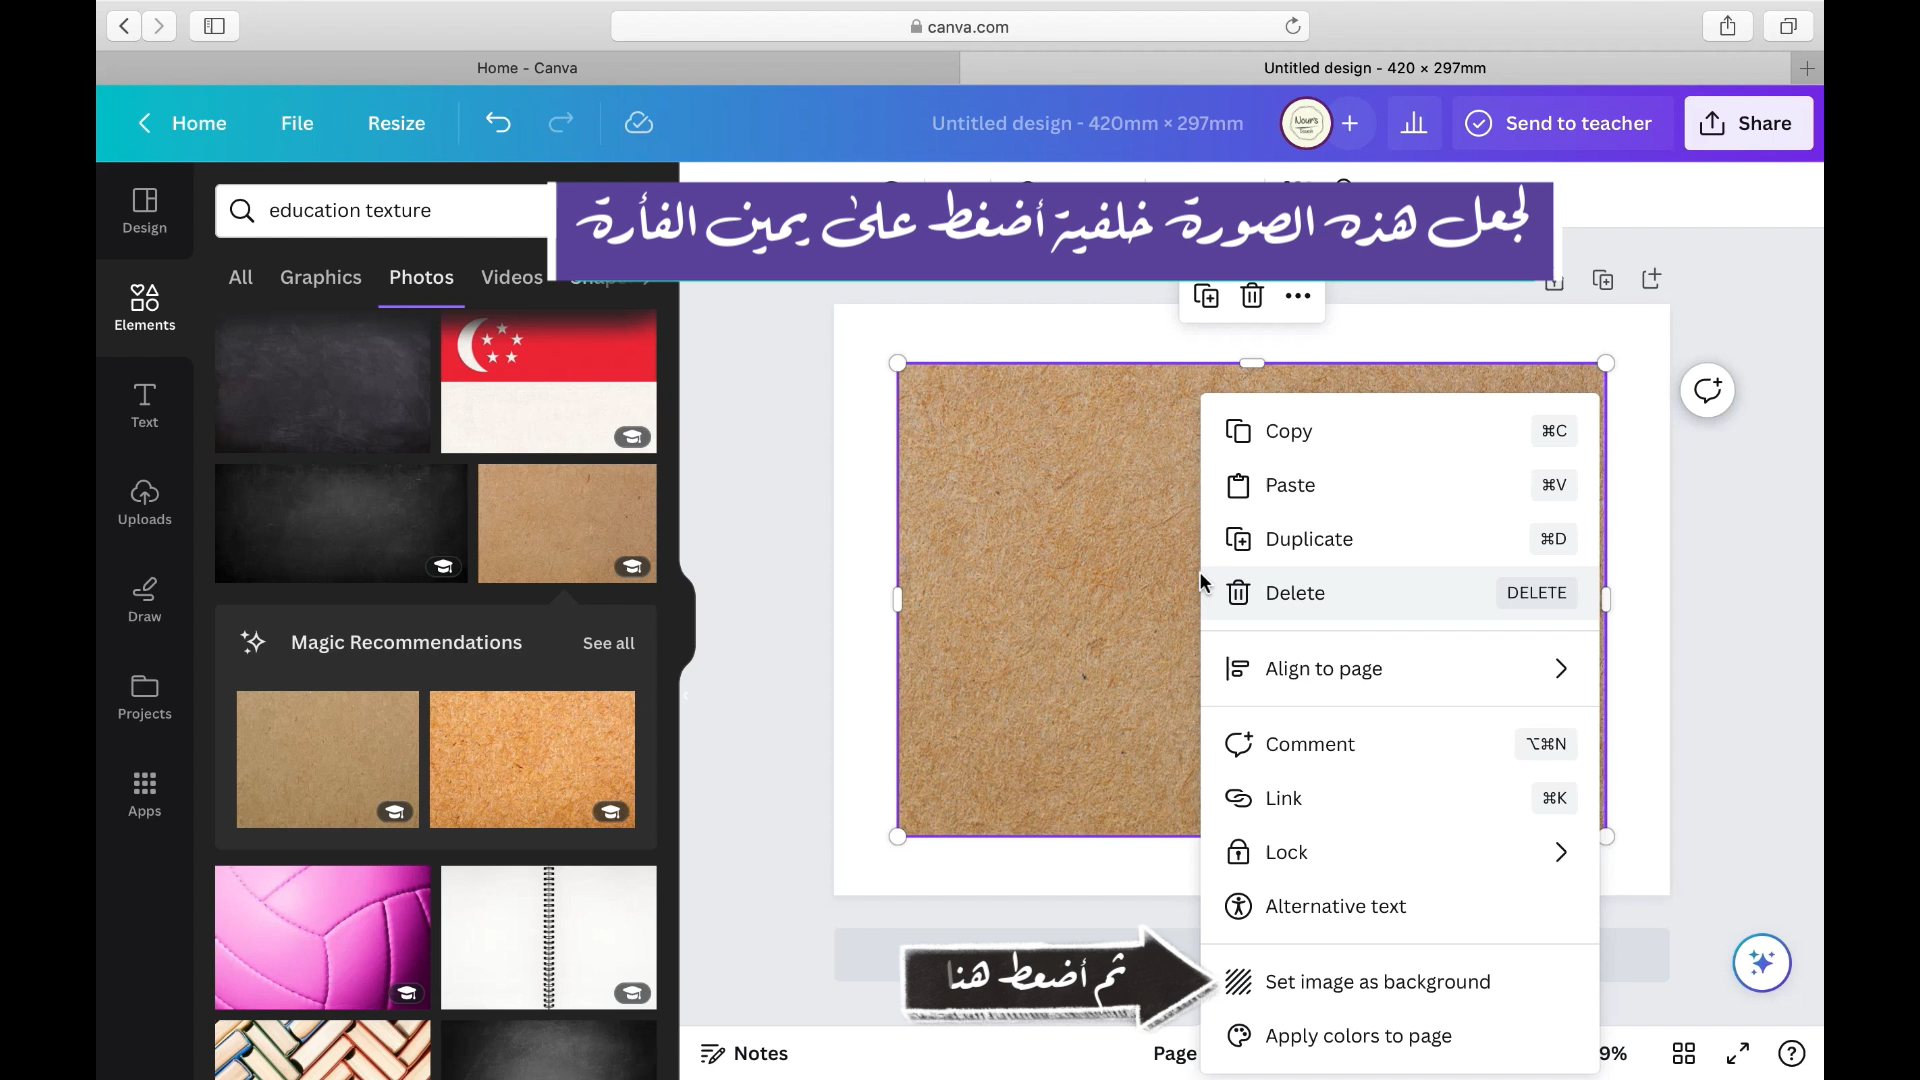 canva.com
Home - Canva
Untitled design - 420 × 297mm
Home
File
Resize
Untitled design - 420mm × 297mm
Nour's
Send to teacher
Share
لجعل هذه الصورة خلفية أضغط على يمين الفأرة
education texture
Design
Elements
Text
Uploads
Draw
Projects
Apps
All
Graphics
Photos
Videos
Magic Recommendations
See all
Copy ⌘C
Paste ⌘V
Duplicate ⌘D
Delete DELETE
Align to page
Comment ⌥⌘N
Link ⌘K
Lock
Alternative text
Set image as background
Apply colors to page
ثم أضعط هنا
Notes
Page
9%